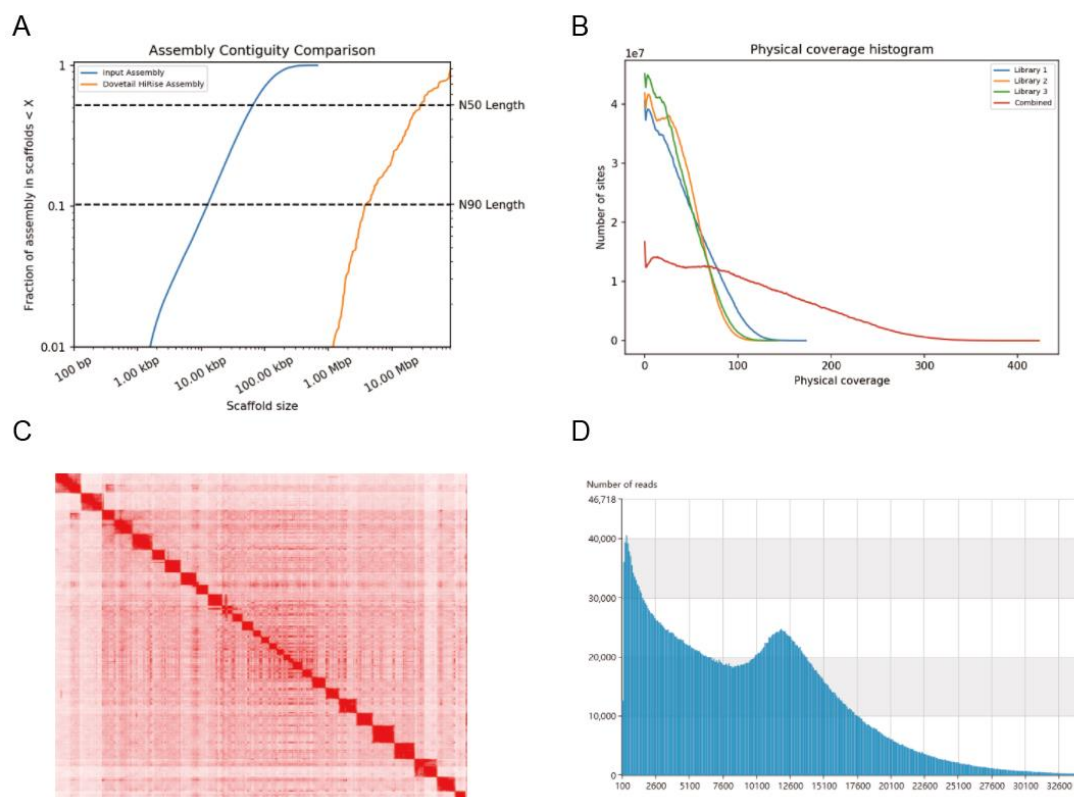 A
Assembly Contiguity Comparison
Input Assembly
Dovetail HiRise Assembly
1
0.1
0.01
Fraction of assembly in scaffolds < X
N50 Length
N90 Length
100 bp
1.00 kbp
10.00 kbp
100.00 kbp
1.00 Mbp
10.00 Mbp
Scaffold size
B
Physical coverage histogram
1e7
Library 1
Library 2
Library 3
Combined
4
3
2
1
0
Number of sites
0 100 200 300 400
Physical coverage
C
D
Number of reads
46,718
40,000
30,000
20,000
10,000
0
100 2600 5100 7600 10100 12600 15100 17600 20100 22600 25100 27600 30100 32600